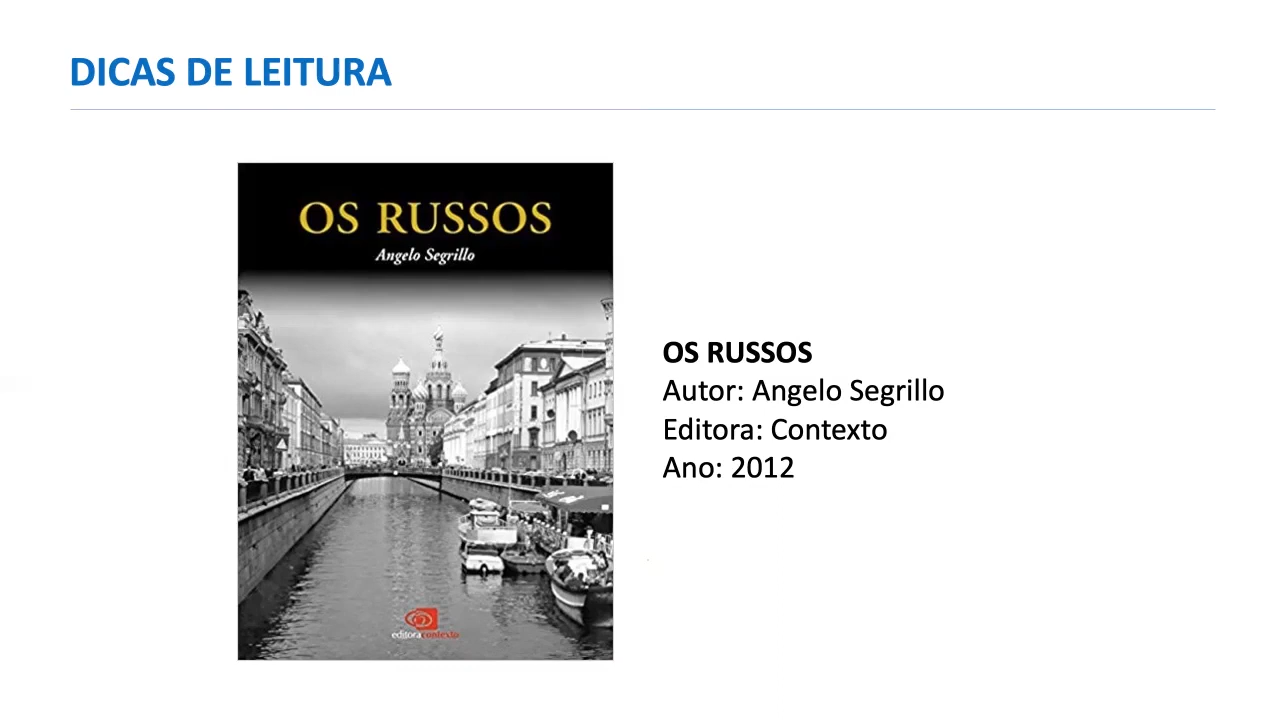 DICAS DE LEITURA
OS RUSSOS
Angelo Segrillo
editoracontexto
OS RUSSOS
Autor: Angelo Segrillo
Editora: Contexto
Ano: 2012